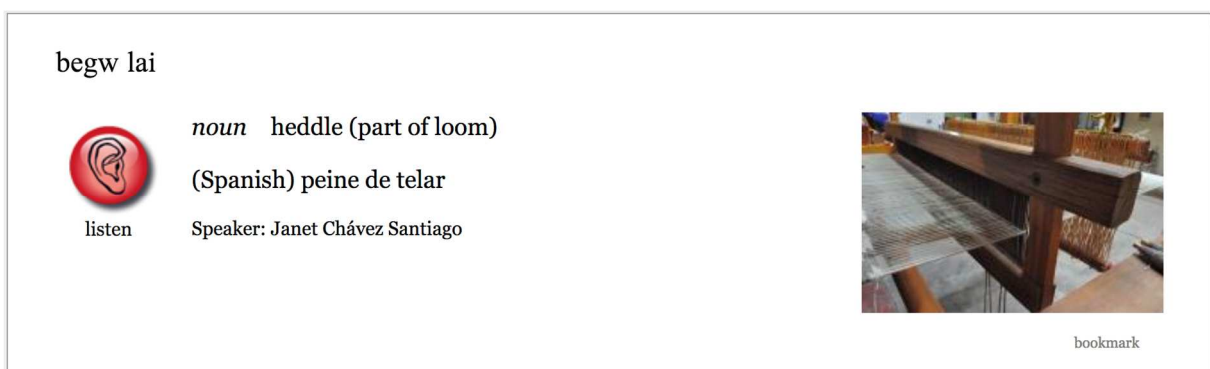 begw lai
noun heddle (part of loom)
(Spanish) peine de telar
listen
Speaker: Janet Chávez Santiago
bookmark